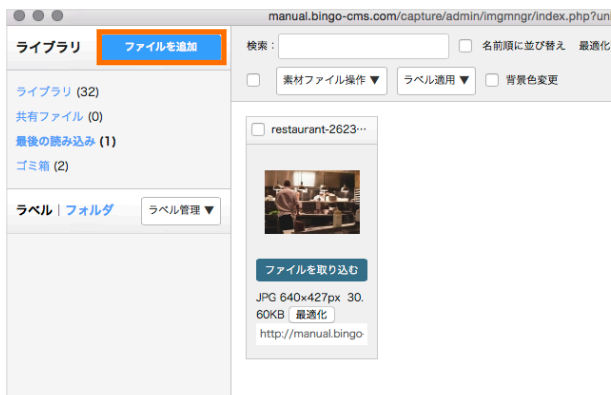 manual.bingo-cms.com/capture/admin/imgmngr/index.php?uni
ライブラリ ファイルを追加
検索： 名前順に並び替え 最適化
素材ファイル操作 ▼ ラベル適用 ▼ 背景色変更
ライブラリ (32)
共有ファイル (0)
最後の読み込み (1)
ゴミ箱 (2)
ラベル | フォルダ ラベル管理 ▼
restaurant-2623…
ファイルを取り込む
JPG 640×427px 30.
60KB 最適化
http://manual.bingo-